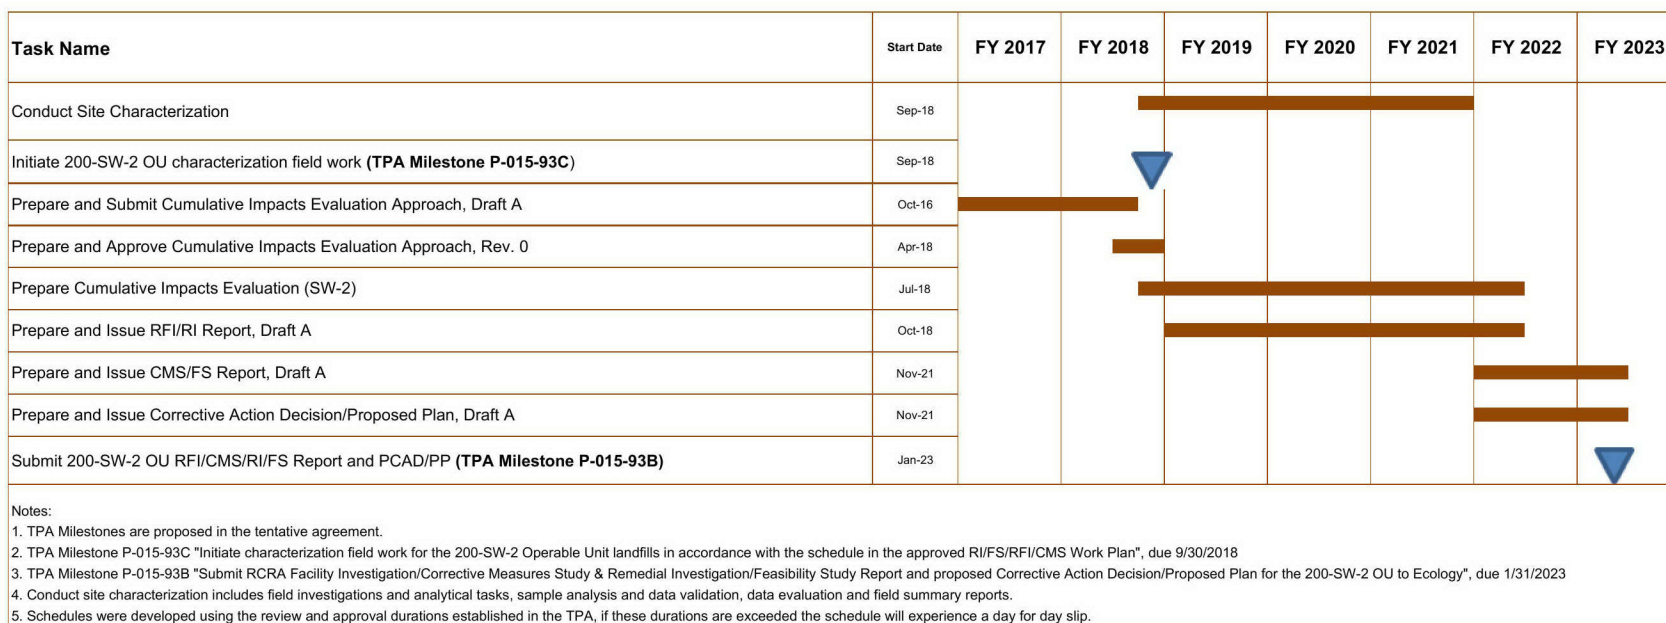 Task Name Start Date FY 2017 FY 2018 FY 2019 FY 2020 FY 2021 FY 2022 FY 2023
Conduct Site Characterization Sep-18
Initiate 200-SW-2 OU characterization field work (TPA Milestone P-015-93C) Sep-18
Prepare and Submit Cumulative Impacts Evaluation Approach, Draft A Oct-16
Prepare and Approve Cumulative Impacts Evaluation Approach, Rev. 0 Apr-18
Prepare Cumulative Impacts Evaluation (SW-2) Jul-18
Prepare and Issue RFI/RI Report, Draft A Oct-18
Prepare and Issue CMS/FS Report, Draft A Nov-21
Prepare and Issue Corrective Action Decision/Proposed Plan, Draft A Nov-21
Submit 200-SW-2 OU RFI/CMS/RI/FS Report and PCAD/PP (TPA Milestone P-015-93B) Jan-23
Notes:
1. TPA Milestones are proposed in the tentative agreement.
2. TPA Milestone P-015-93C "Initiate characterization field work for the 200-SW-2 Operable Unit landfills in accordance with the schedule in the approved RI/FS/RFI/CMS Work Plan", due 9/30/2018
3. TPA Milestone P-015-93B "Submit RCRA Facility Investigation/Corrective Measures Study & Remedial Investigation/Feasibility Study Report and proposed Corrective Action Decision/Proposed Plan for the 200-SW-2 OU to Ecology", due 1/31/2023
4. Conduct site characterization includes field investigations and analytical tasks, sample analysis and data validation, data evaluation and field summary reports.
5. Schedules were developed using the review and approval durations established in the TPA, if these durations are exceeded the schedule will experience a day for day slip.